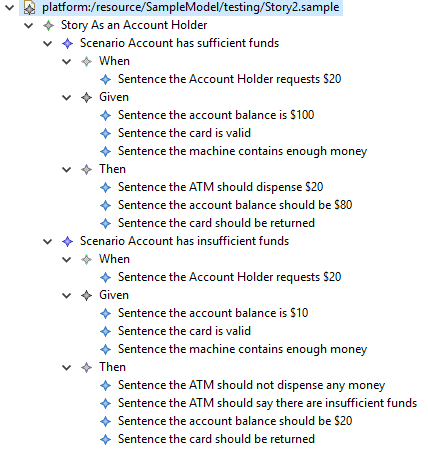 platform:/resource/SampleModel/testing/Story2.sample
Story As an Account Holder
Scenario Account has sufficient funds
When
Sentence the Account Holder requests $20
Given
Sentence the account balance is $100
Sentence the card is valid
Sentence the machine contains enough money
Then
Sentence the ATM should dispense $20
Sentence the account balance should be $80
Sentence the card should be returned
Scenario Account has insufficient funds
When
Sentence the Account Holder requests $20
Given
Sentence the account balance is $10
Sentence the card is valid
Sentence the machine contains enough money
Then
Sentence the ATM should not dispense any money
Sentence the ATM should say there are insufficient funds
Sentence the account balance should be $20
Sentence the card should be returned